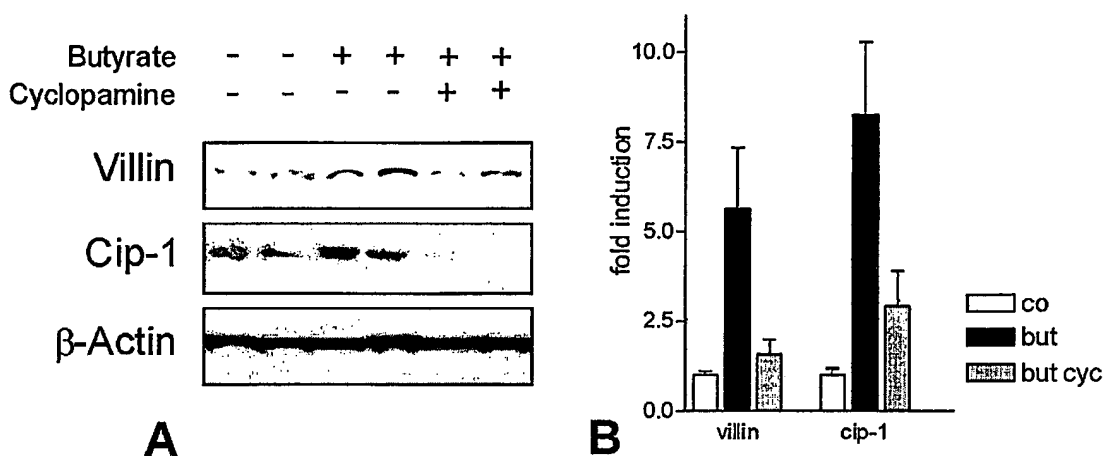 Butyrate - - + + + +
Cyclopamine - - - - + +
Villin
Cip-1
β-Actin
A
fold induction
10.0
7.5
5.0
2.5
0.0
villin cip-1
co
but
but cyc
B